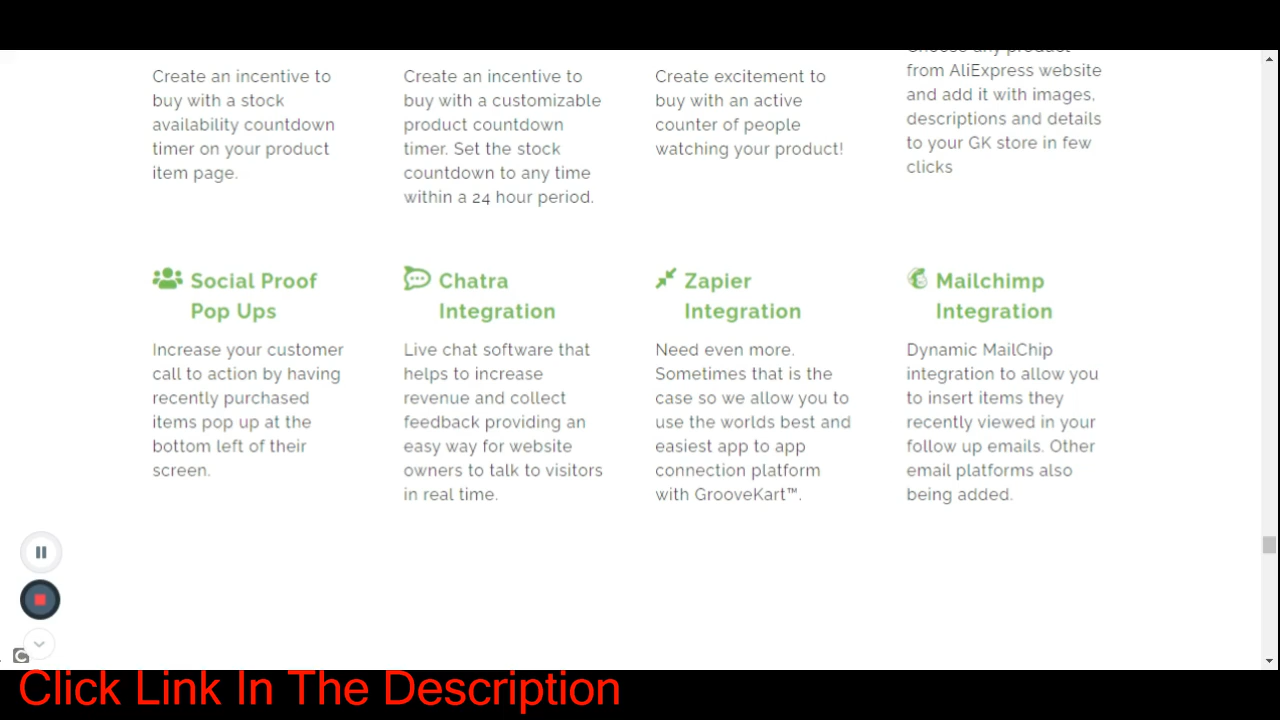 Create an incentive to
buy with a stock
availability countdown
timer on your product
item page.
Create an incentive to
buy with a customizable
product countdown
timer. Set the stock
countdown to any time
within a 24 hour period.
Create excitement to
buy with an active
counter of people
watching your product!
Choose any product
from AliExpress website
and add it with images,
descriptions and details
to your GK store in few
clicks
Social Proof
Pop Ups
Increase your customer
call to action by having
recently purchased
items pop up at the
bottom left of their
screen.
Chatra
Integration
Live chat software that
helps to increase
revenue and collect
feedback providing an
easy way for website
owners to talk to visitors
in real time.
Zapier
Integration
Need even more.
Sometimes that is the
case so we allow you to
use the worlds best and
easiest app to app
connection platform
with GrooveKart™.
Mailchimp
Integration
Dynamic MailChip
integration to allow you
to insert items they
recently viewed in your
follow up emails. Other
email platforms also
being added.
Click Link In The Description